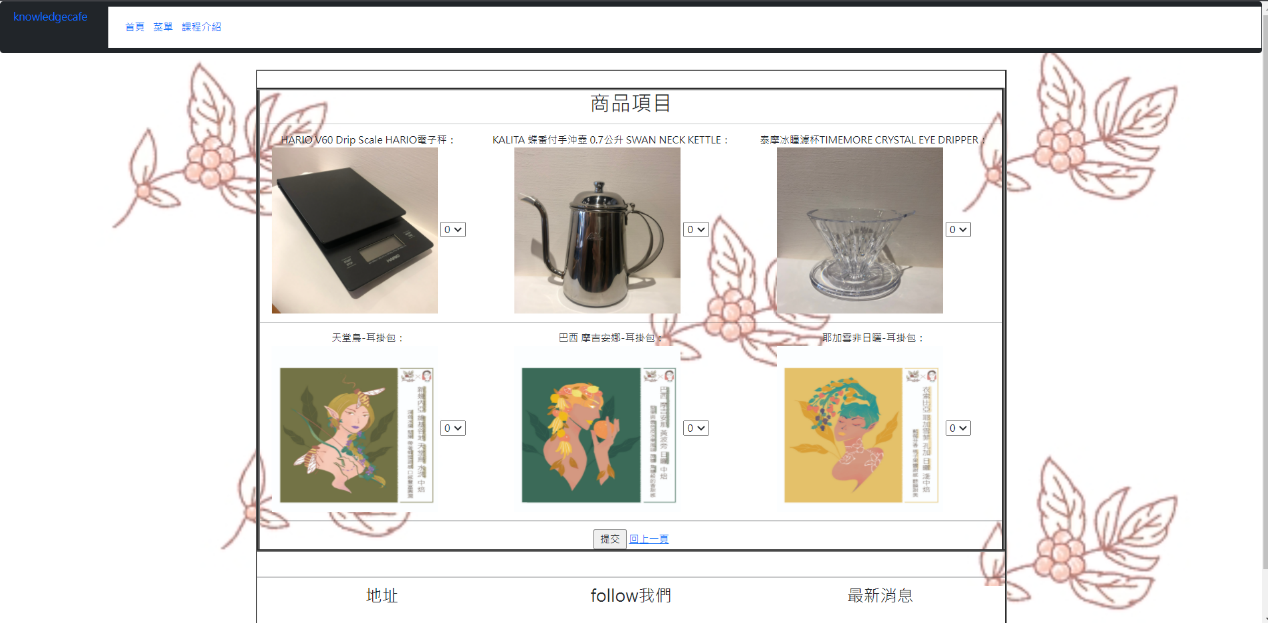 knowledgecafe
首頁 菜單 課程介紹
商品項目
HARIO V60 Drip Scale HARIO電子秤：
KALITA 蝶番付手沖壺 0.7公升 SWAN NECK KETTLE：
泰摩冰瞳濾杯TIMEMORE CRYSTAL EYE DRIPPER：
0
0
0
天堂鳥-耳掛包：
巴西 摩吉安娜-耳掛包：
耶加雪菲日曬-耳掛包：
0
0
0
提交 回上一頁
地址
follow我們
最新消息